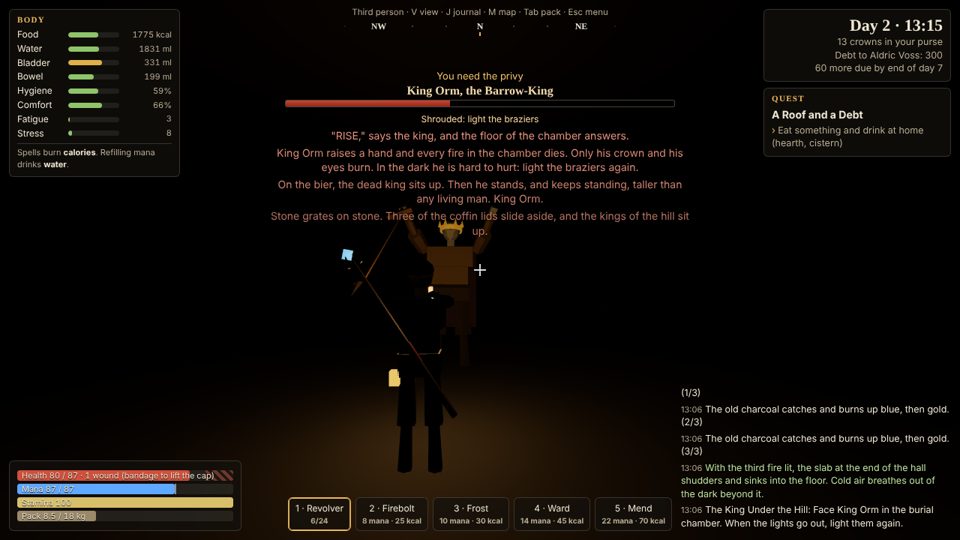 Third person · V view · J journal · M map · Tab pack · Esc menu
NW N NE
BODY
Food 1775 kcal
Water 1831 ml
Bladder 331 ml
Bowel 199 ml
Hygiene 59%
Comfort 66%
Fatigue 3
Stress 8
Spells burn calories. Refilling mana
drinks water.
You need the privy
King Orm, the Barrow-King
Shrouded: light the braziers
"RISE," says the king, and the floor of the chamber answers.
King Orm raises a hand and every fire in the chamber dies. Only his crown and his
eyes burn. In the dark he is hard to hurt: light the braziers again.
On the bier, the dead king sits up. Then he stands, and keeps standing, taller than
any living man. King Orm.
Stone grates on stone. Three of the coffin lids slide aside, and the kings of the hill sit
up.
Day 2 · 13:15
13 crowns in your purse
Debt to Aldric Voss: 300
60 more due by end of day 7
QUEST
A Roof and a Debt
› Eat something and drink at home
(hearth, cistern)
(1/3)
13:06 The old charcoal catches and burns up blue, then gold.
(2/3)
13:06 The old charcoal catches and burns up blue, then gold.
(3/3)
13:06 With the third fire lit, the slab at the end of the hall
shudders and sinks into the floor. Cold air breathes out of
the dark beyond it.
13:06 The King Under the Hill: Face King Orm in the burial
chamber. When the lights go out, light them again.
Health 80 / 87 · 1 wound (bandage to lift the cap)
Mana 87 / 87
Stamina 100
Pack 8.5 / 18 kg
1 · Revolver
6/24
2 · Firebolt
8 mana · 25 kcal
3 · Frost
10 mana · 30 kcal
4 · Ward
14 mana · 45 kcal
5 · Mend
22 mana · 70 kcal